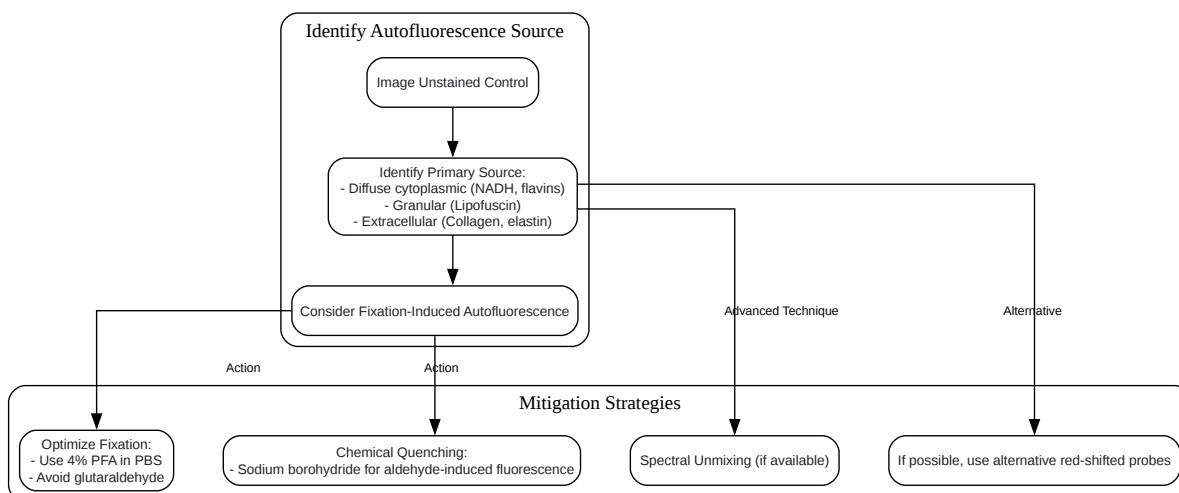 Identify Autofluorescence Source
Image Unstained Control
Identify Primary Source:
- Diffuse cytoplasmic (NADH, flavins)
- Granular (Lipofuscin)
- Extracellular (Collagen, elastin)
Consider Fixation-Induced Autofluorescence
Advanced Technique
Alternative
Action
Action
Mitigation Strategies
Optimize Fixation:
- Use 4% PFA in PBS
- Avoid glutaraldehyde
Chemical Quenching:
- Sodium borohydride for aldehyde-induced fluorescence
Spectral Unmixing (if available)
If possible, use alternative red-shifted probes